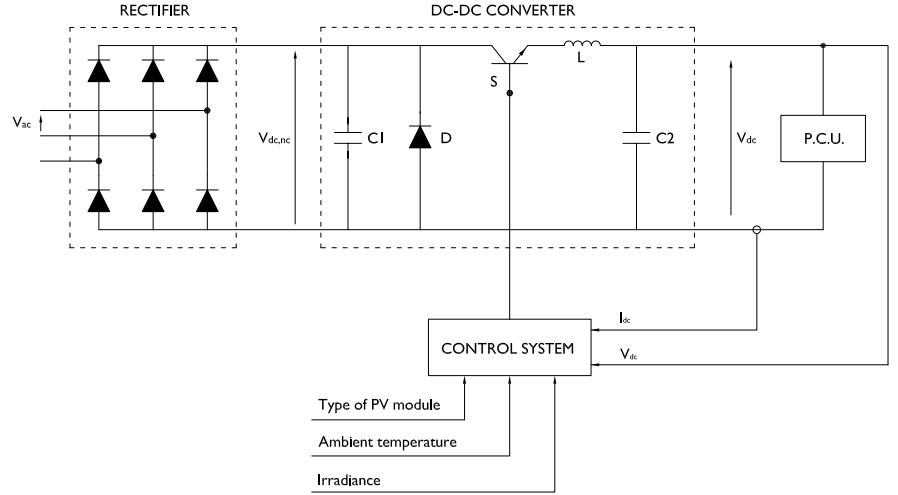 RECTIFIER
DC-DC CONVERTER
Vac
Vdc,nc
C1
D
S
L
C2
Vdc
P.C.U.
Idc
CONTROL SYSTEM
Vdc
Type of PV module
Ambient temperature
Irradiance